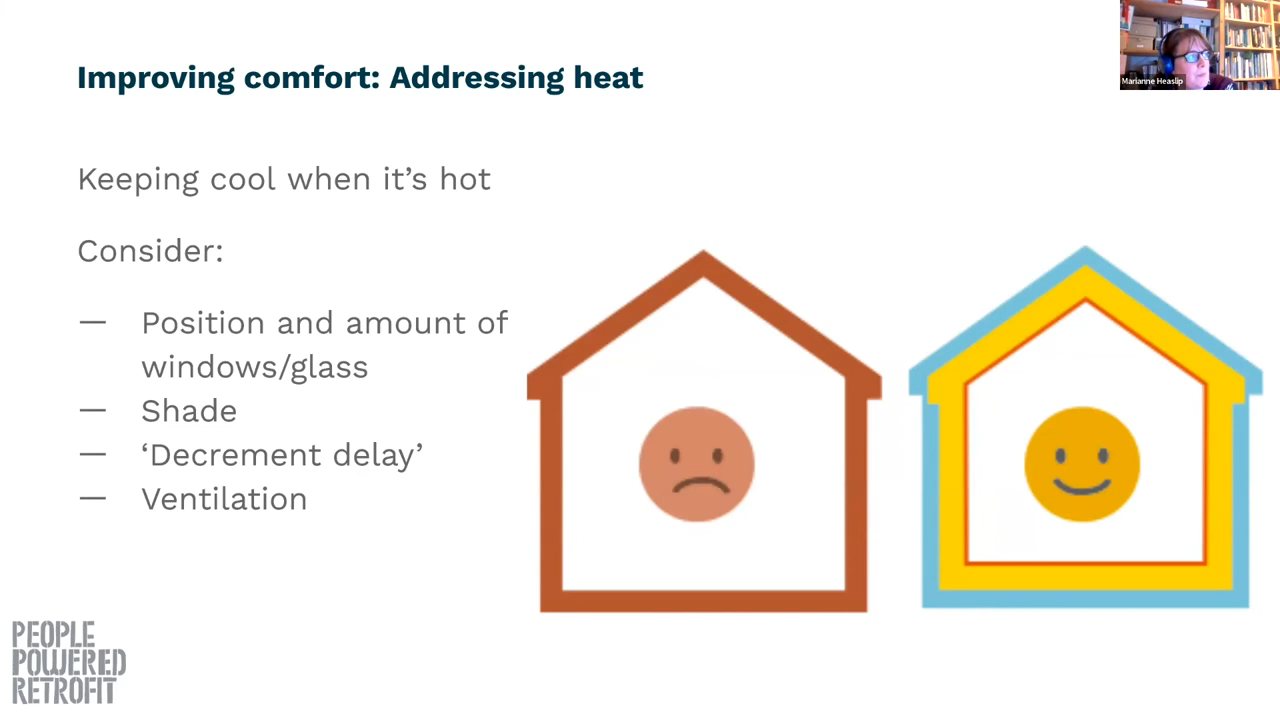 Improving comfort: Addressing heat
Marianne Heaslip
Keeping cool when it’s hot
Consider:
— Position and amount of
windows/glass
— Shade
— ‘Decrement delay’
— Ventilation
PEOPLE
POWERED
RETROFIT